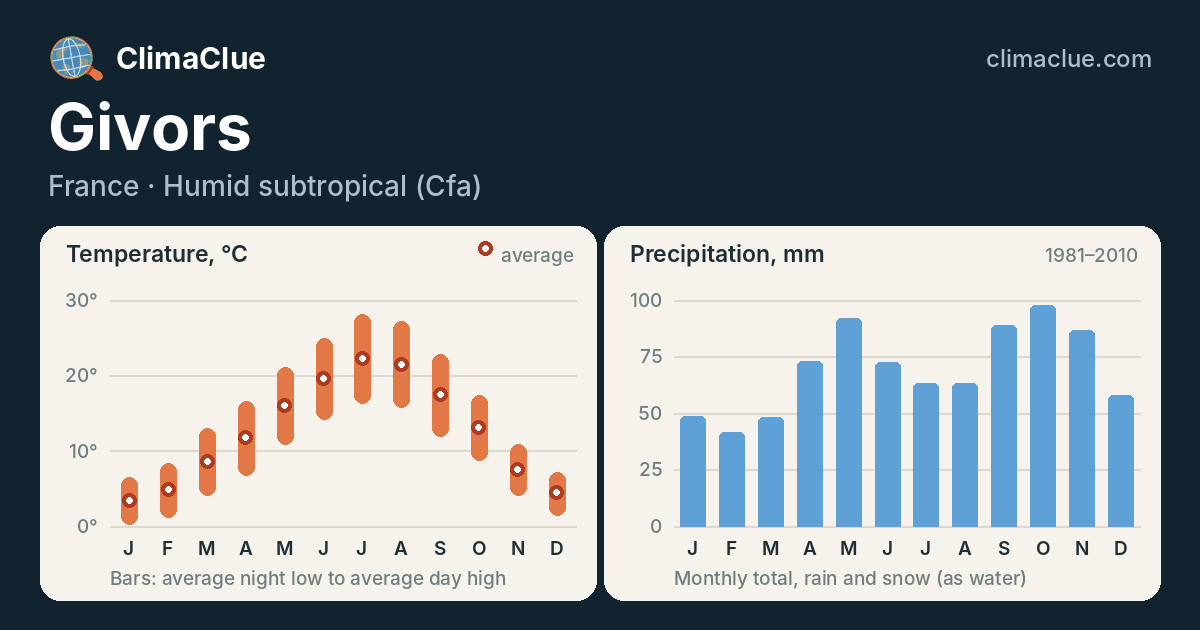 ClimaClue
climaclue.com
Givors
France · Humid subtropical (Cfa)
Temperature, °C
average
30°
20°
10°
0°
J F M A M J J A S O N D
Bars: average night low to average day high
Precipitation, mm
1981–2010
100
75
50
25
0
J F M A M J J A S O N D
Monthly total, rain and snow (as water)